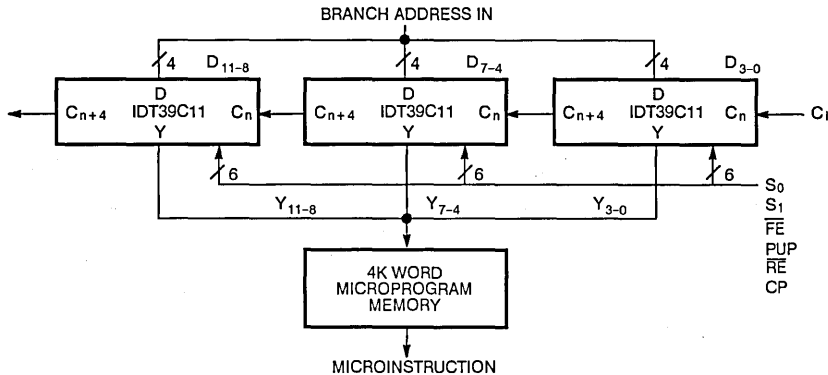 BRANCH ADDRESS IN
4 D11–8 4 D7–4 4 D3–0
D D D
Cn+4 IDT39C11 Cn Cn+4 IDT39C11 Cn Cn+4 IDT39C11 Cn CI
Y Y Y
6 6 6
S0
Y11–8 Y7–4 Y3–0 S1
F̅E̅
PUP
R̅E̅
CP
4K WORD
MICROPROGRAM
MEMORY
MICROINSTRUCTION